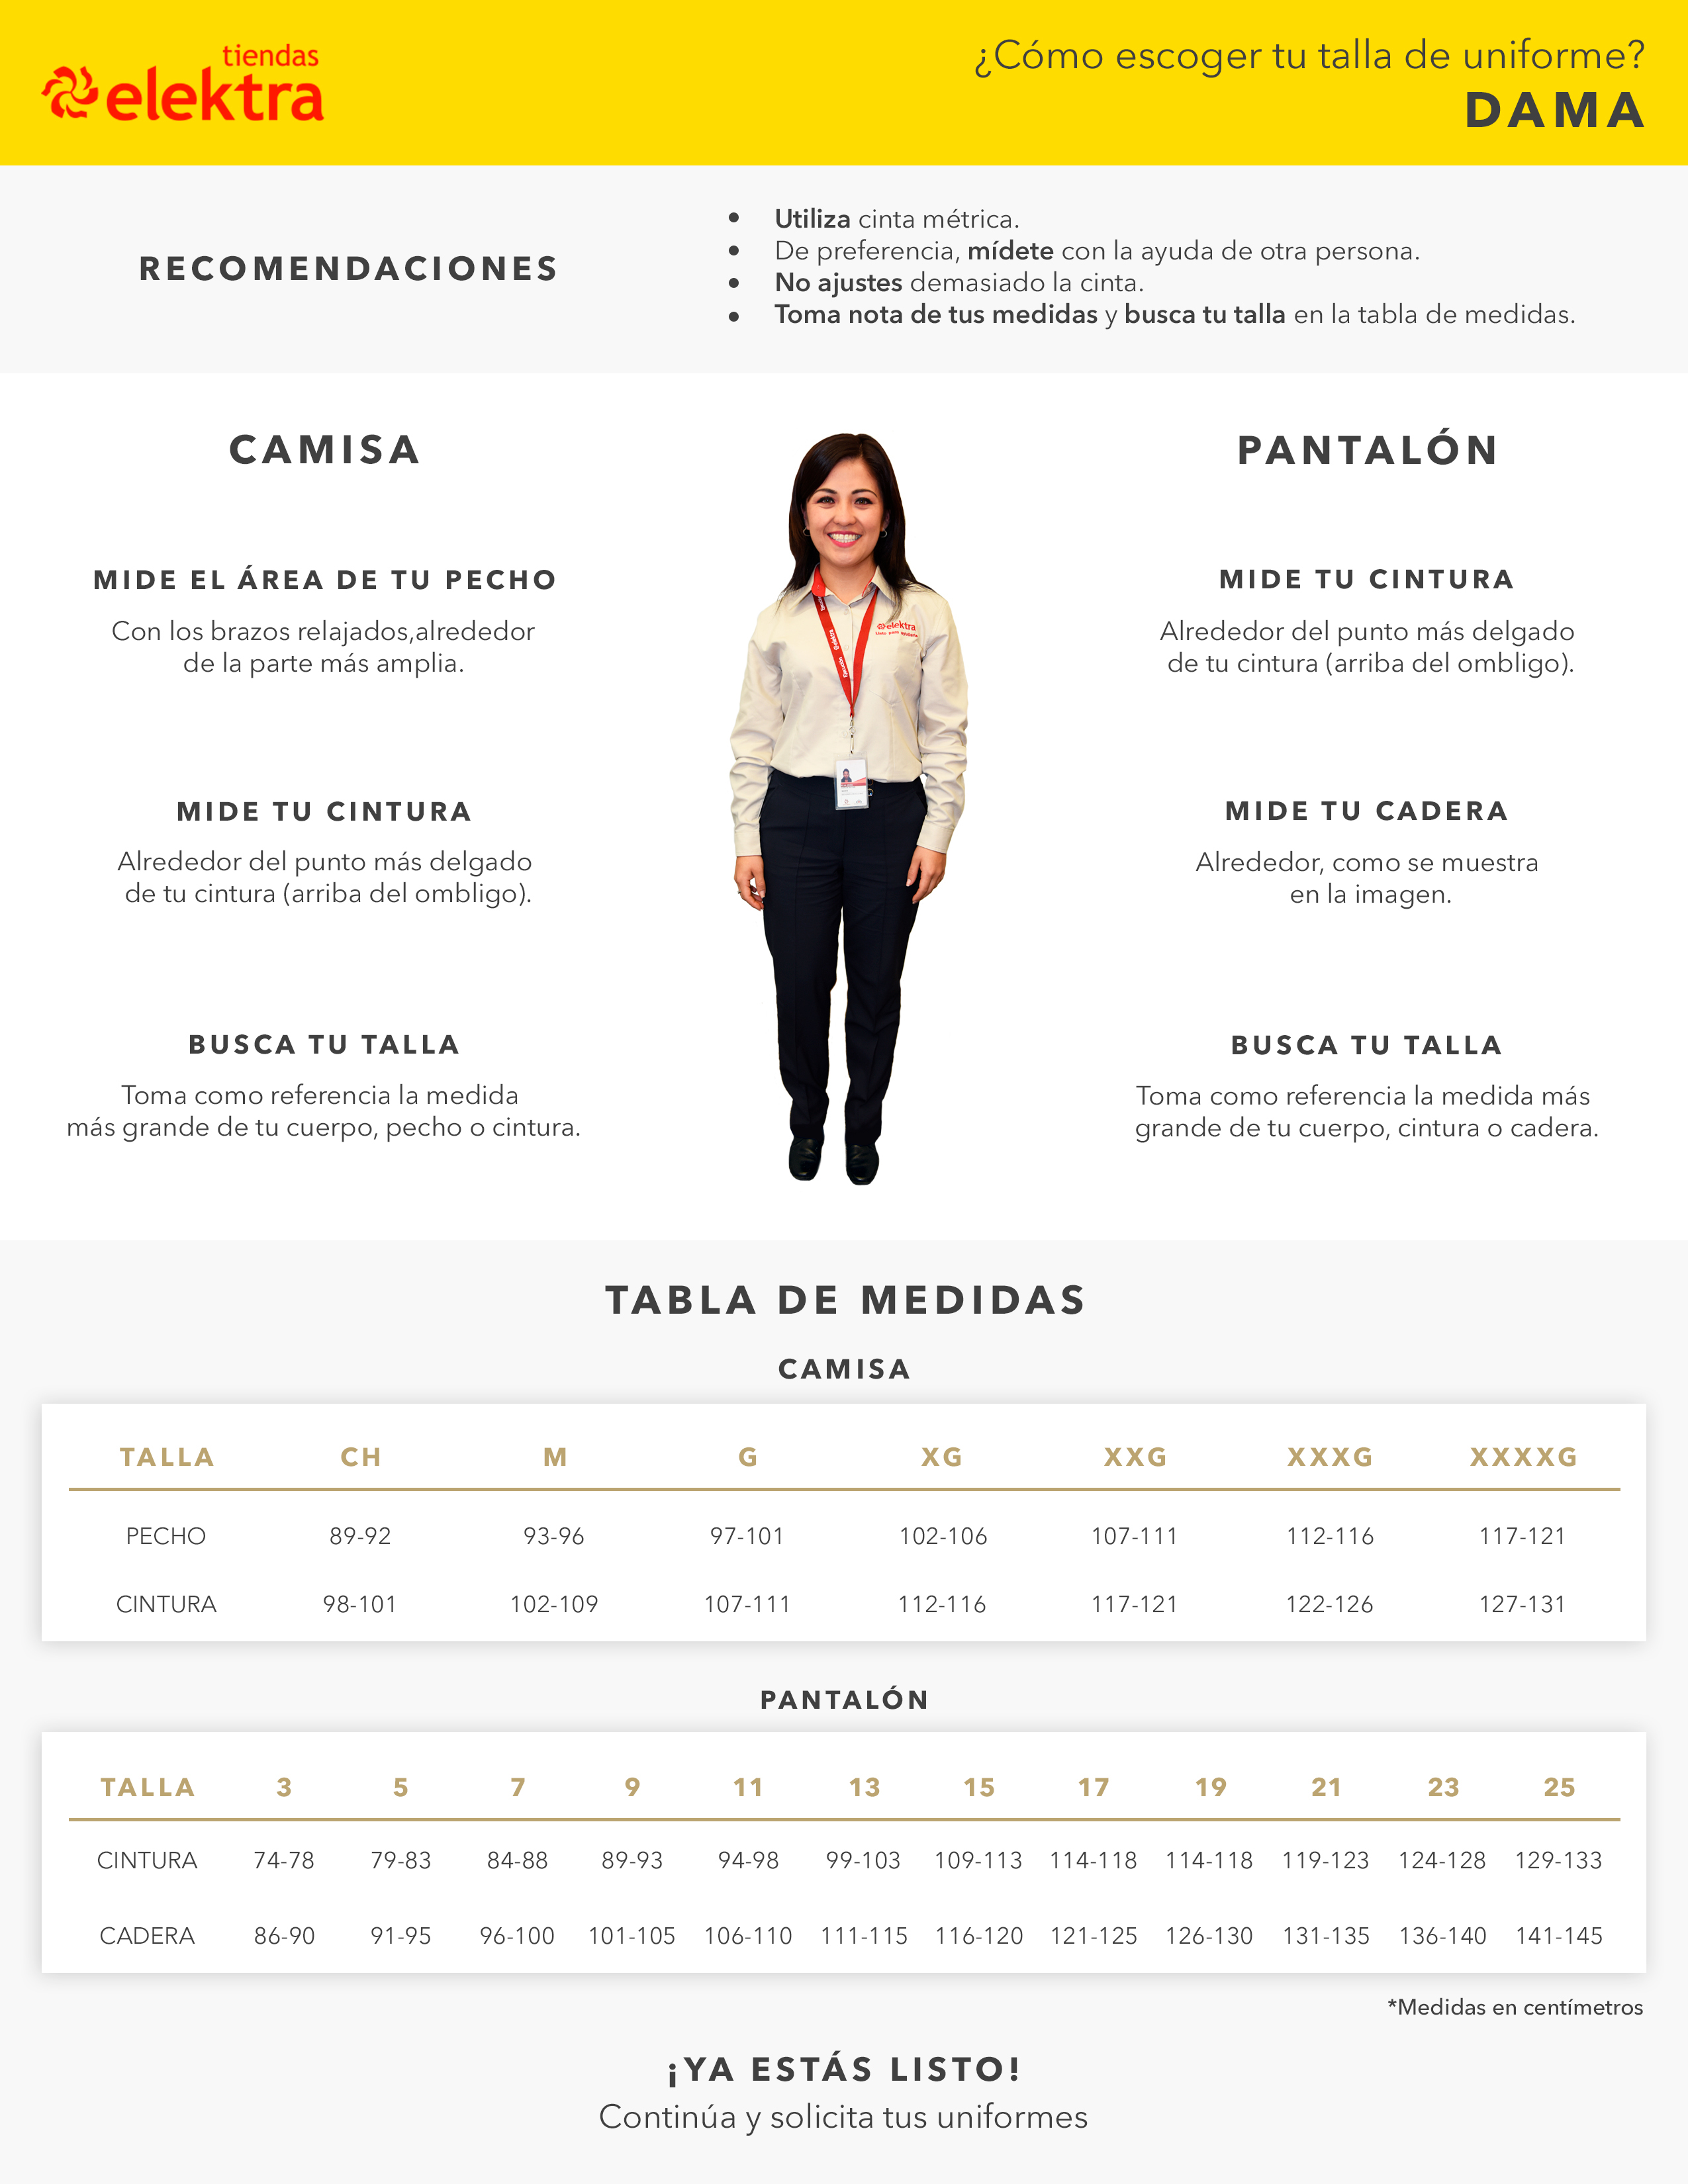 tiendas
elektra
¿Cómo escoger tu talla de uniforme?
DAMA
RECOMENDACIONES
• Utiliza cinta métrica.
• De preferencia, mídete con la ayuda de otra persona.
• No ajustes demasiado la cinta.
• Toma nota de tus medidas y busca tu talla en la tabla de medidas.
CAMISA
MIDE EL ÁREA DE TU PECHO
Con los brazos relajados,alrededor
de la parte más amplia.
MIDE TU CINTURA
Alrededor del punto más delgado
de tu cintura (arriba del ombligo).
BUSCA TU TALLA
Toma como referencia la medida
más grande de tu cuerpo, pecho o cintura.
elektra
PANTALÓN
MIDE TU CINTURA
Alrededor del punto más delgado
de tu cintura (arriba del ombligo).
MIDE TU CADERA
Alrededor, como se muestra
en la imagen.
BUSCA TU TALLA
Toma como referencia la medida más
grande de tu cuerpo, cintura o cadera.
TABLA DE MEDIDAS
CAMISA
TALLA CH M G XG XXG XXXG XXXXG
PECHO 89-92 93-96 97-101 102-106 107-111 112-116 117-121
CINTURA 98-101 102-109 107-111 112-116 117-121 122-126 127-131
PANTALÓN
TALLA 3 5 7 9 11 13 15 17 19 21 23 25
CINTURA 74-78 79-83 84-88 89-93 94-98 99-103 109-113 114-118 114-118 119-123 124-128 129-133
CADERA 86-90 91-95 96-100 101-105 106-110 111-115 116-120 121-125 126-130 131-135 136-140 141-145
*Medidas en centímetros
¡YA ESTÁS LISTO!
Continúa y solicita tus uniformes